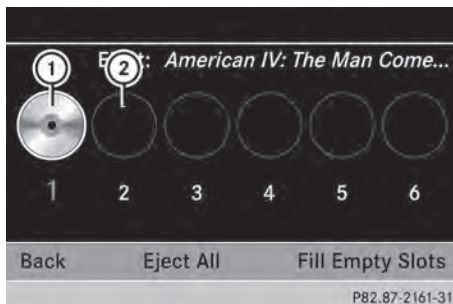 1 2
E t: American IV: The Man Come...
1 2 3 4 5 6
Back Eject All Fill Empty Slots
P82.87-2161-31